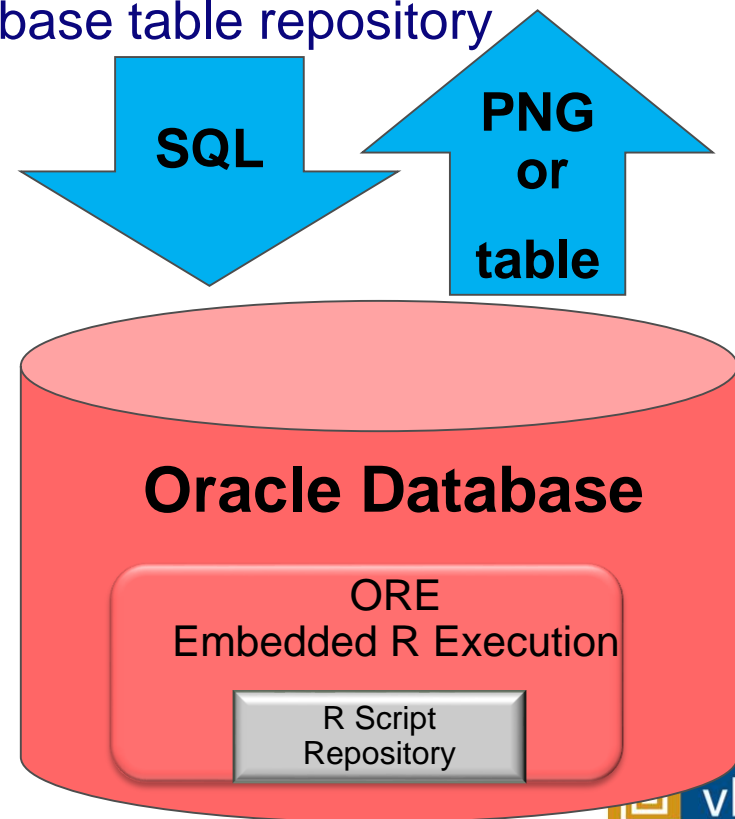 base table repository
SQL
PNG
or
table
Oracle Database
ORE
Embedded R Execution
R Script
Repository